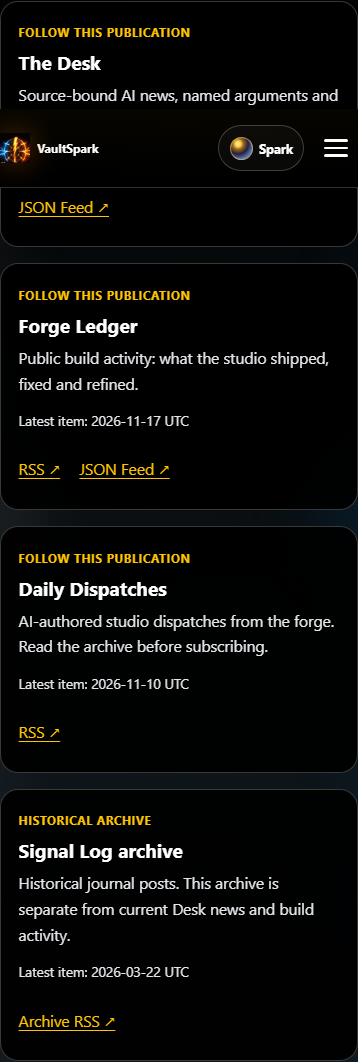 FOLLOW THIS PUBLICATION
The Desk
Source-bound AI news, named arguments and
VaultSpark
Spark
JSON Feed ↗
FOLLOW THIS PUBLICATION
Forge Ledger
Public build activity: what the studio shipped,
fixed and refined.
Latest item: 2026-11-17 UTC
RSS ↗ JSON Feed ↗
FOLLOW THIS PUBLICATION
Daily Dispatches
AI-authored studio dispatches from the forge.
Read the archive before subscribing.
Latest item: 2026-11-10 UTC
RSS ↗
HISTORICAL ARCHIVE
Signal Log archive
Historical journal posts. This archive is
separate from current Desk news and build
activity.
Latest item: 2026-03-22 UTC
Archive RSS ↗